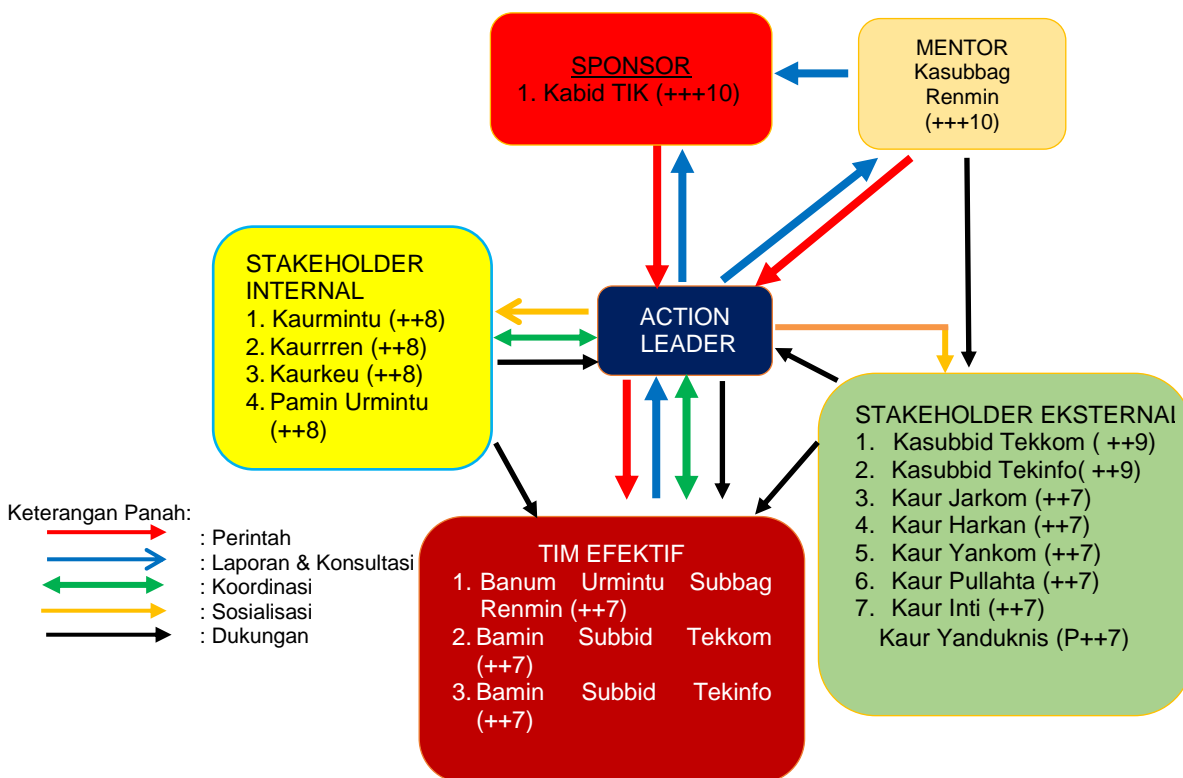 SPONSOR
1. Kabid TIK (+++10)
MENTOR
Kasubbag
Renmin
(+++10)
STAKEHOLDER
INTERNAL
1. Kaurmintu (++8)
2. Kaurrren (++8)
3. Kaurkeu (++8)
4. Pamin Urmintu
(++8)
ACTION
LEADER
STAKEHOLDER EKSTERNAL
1. Kasubbid Tekkom ( ++9)
2. Kasubbid Tekinfo( ++9)
3. Kaur Jarkom (++7)
4. Kaur Harkan (++7)
5. Kaur Yankom (++7)
6. Kaur Pullahta (++7)
7. Kaur Inti (++7)
Kaur Yanduknis (P++7)
Keterangan Panah:
: Perintah
: Laporan & Konsultasi
: Koordinasi
: Sosialisasi
: Dukungan
TIM EFEKTIF
1. Banum Urmintu Subbag
Renmin (++7)
2. Bamin Subbid Tekkom
(++7)
3. Bamin Subbid Tekinfo
(++7)